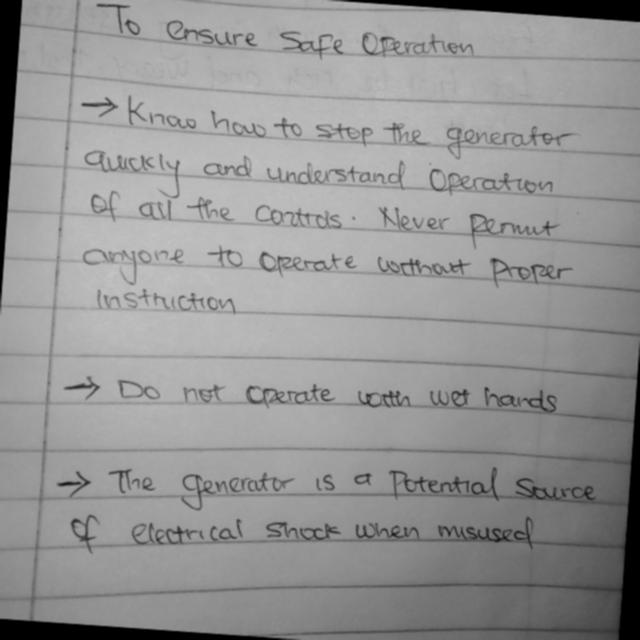 To ensure Safe Operation
→ Know how to stop the generator
quickly and understand Operation
Of all the Controls. Never Permit
anyone to Operate without Proper
Instruction
→ Do not Operate with wet hands
→ The generator is a Potential Source
Of electrical shock when misused